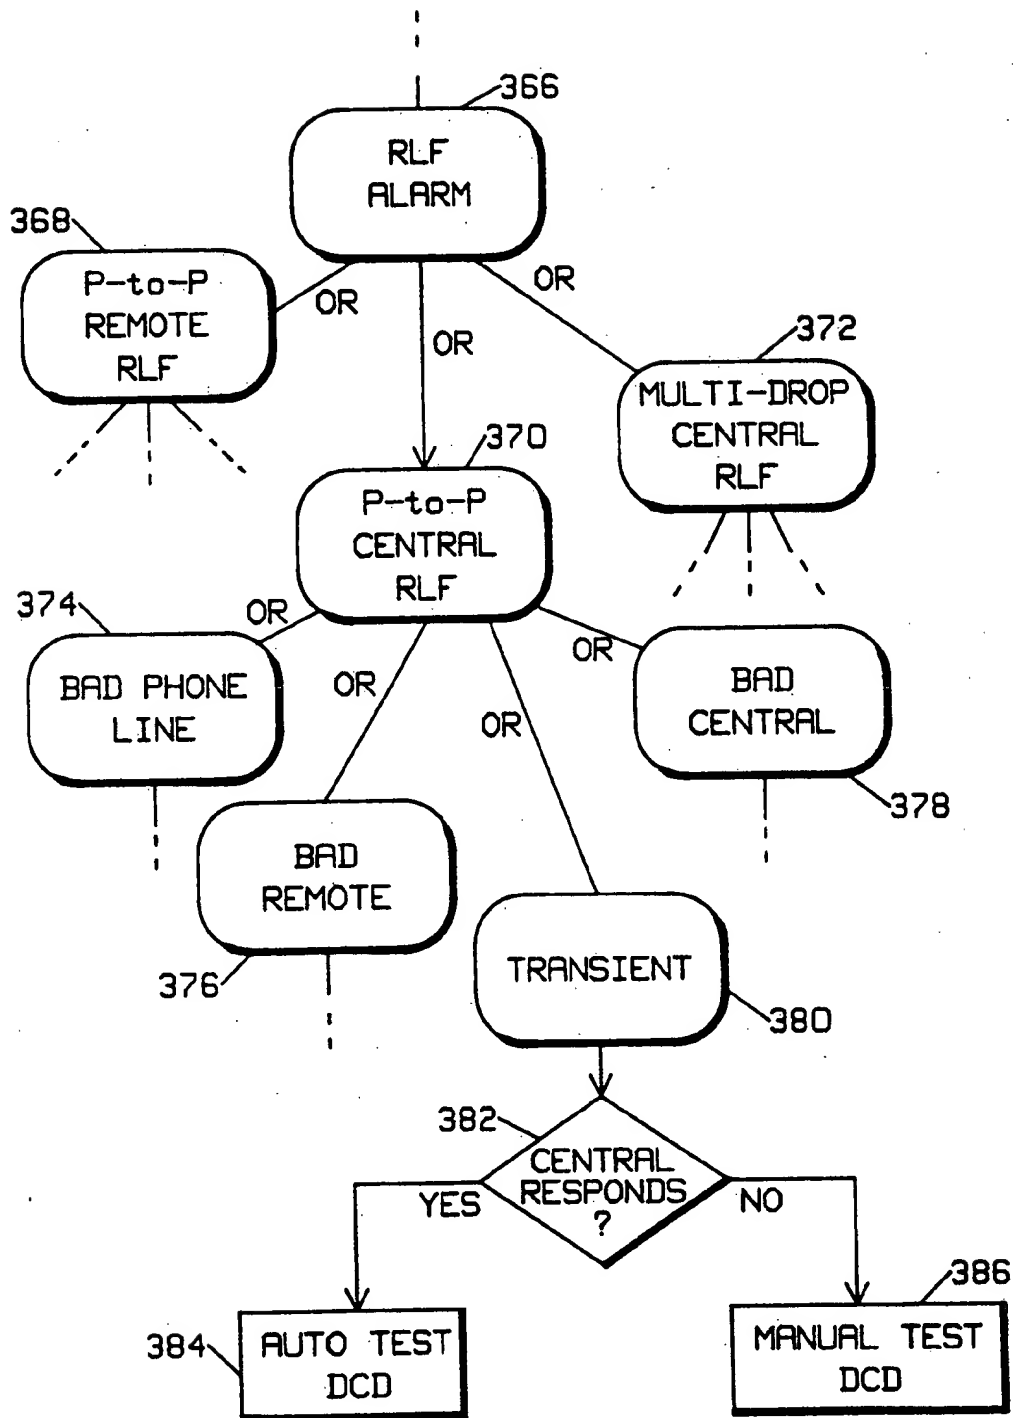 366
RLF
ALARM
368
P-to-P
REMOTE
RLF
OR
OR
OR
372
MULTI-DROP
CENTRAL
RLF
370
P-to-P
CENTRAL
RLF
374
BAD PHONE
LINE
OR
OR
OR
OR
BAD
CENTRAL
378
BAD
REMOTE
376
TRANSIENT
380
382
CENTRAL
RESPONDS
?
YES
NO
384
AUTO TEST
DCD
386
MANUAL TEST
DCD